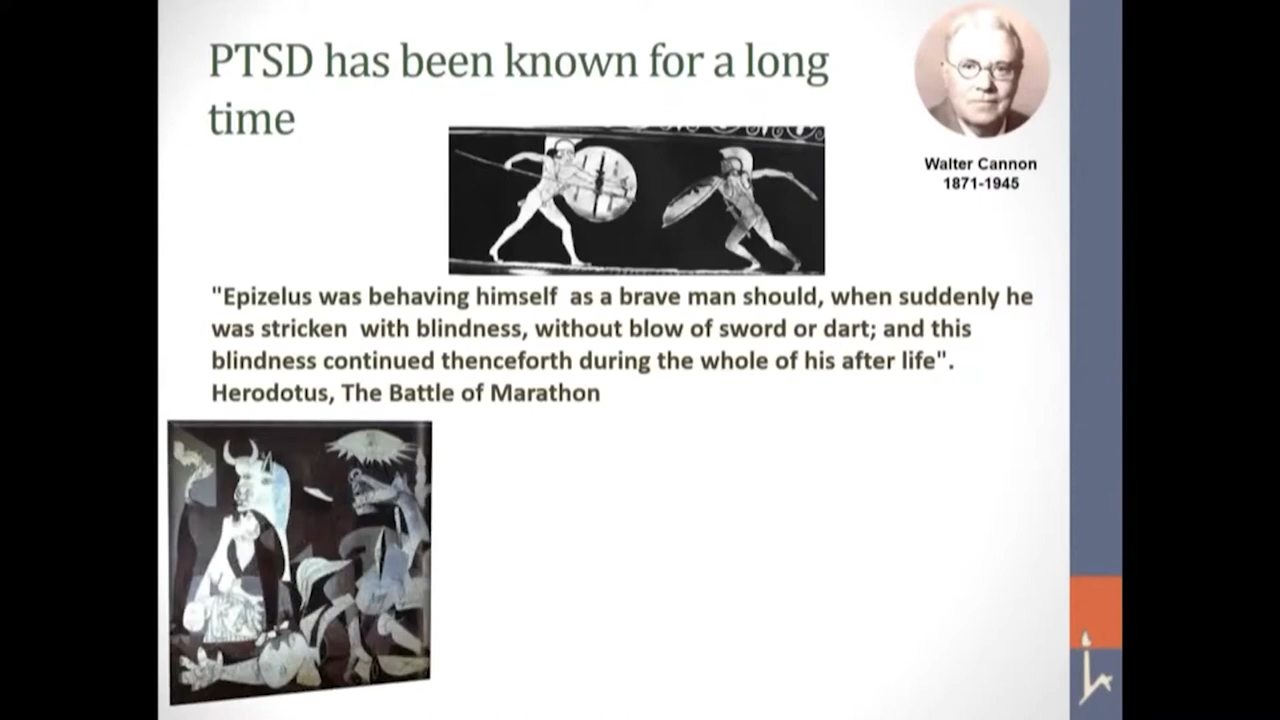 PTSD has been known for a long
time
Walter Cannon
1871-1945
"Epizelus was behaving himself  as a brave man should, when suddenly he
was stricken  with blindness, without blow of sword or dart; and this
blindness continued thenceforth during the whole of his after life".
Herodotus, The Battle of Marathon